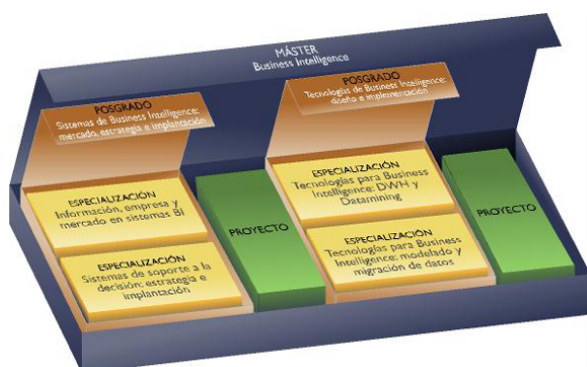 MÁSTER
Business Intelligence
POSGRADO
Sistemas de Business Intelligence:
mercado, estrategia e implantación
POSGRADO
Tecnologías de Business Intelligence:
diseño e implementación
ESPECIALIZACIÓN
Información, empresa y
mercado en sistemas BI
ESPECIALIZACIÓN
Sistemas de soporte a la
decisión: estrategia e
implantación
PROYECTO
ESPECIALIZACIÓN
Tecnologías para Business
Intelligence: DWH y
Datamining
ESPECIALIZACIÓN
Tecnologías para Business
Intelligence: modelado y
migración de datos
PROYECTO